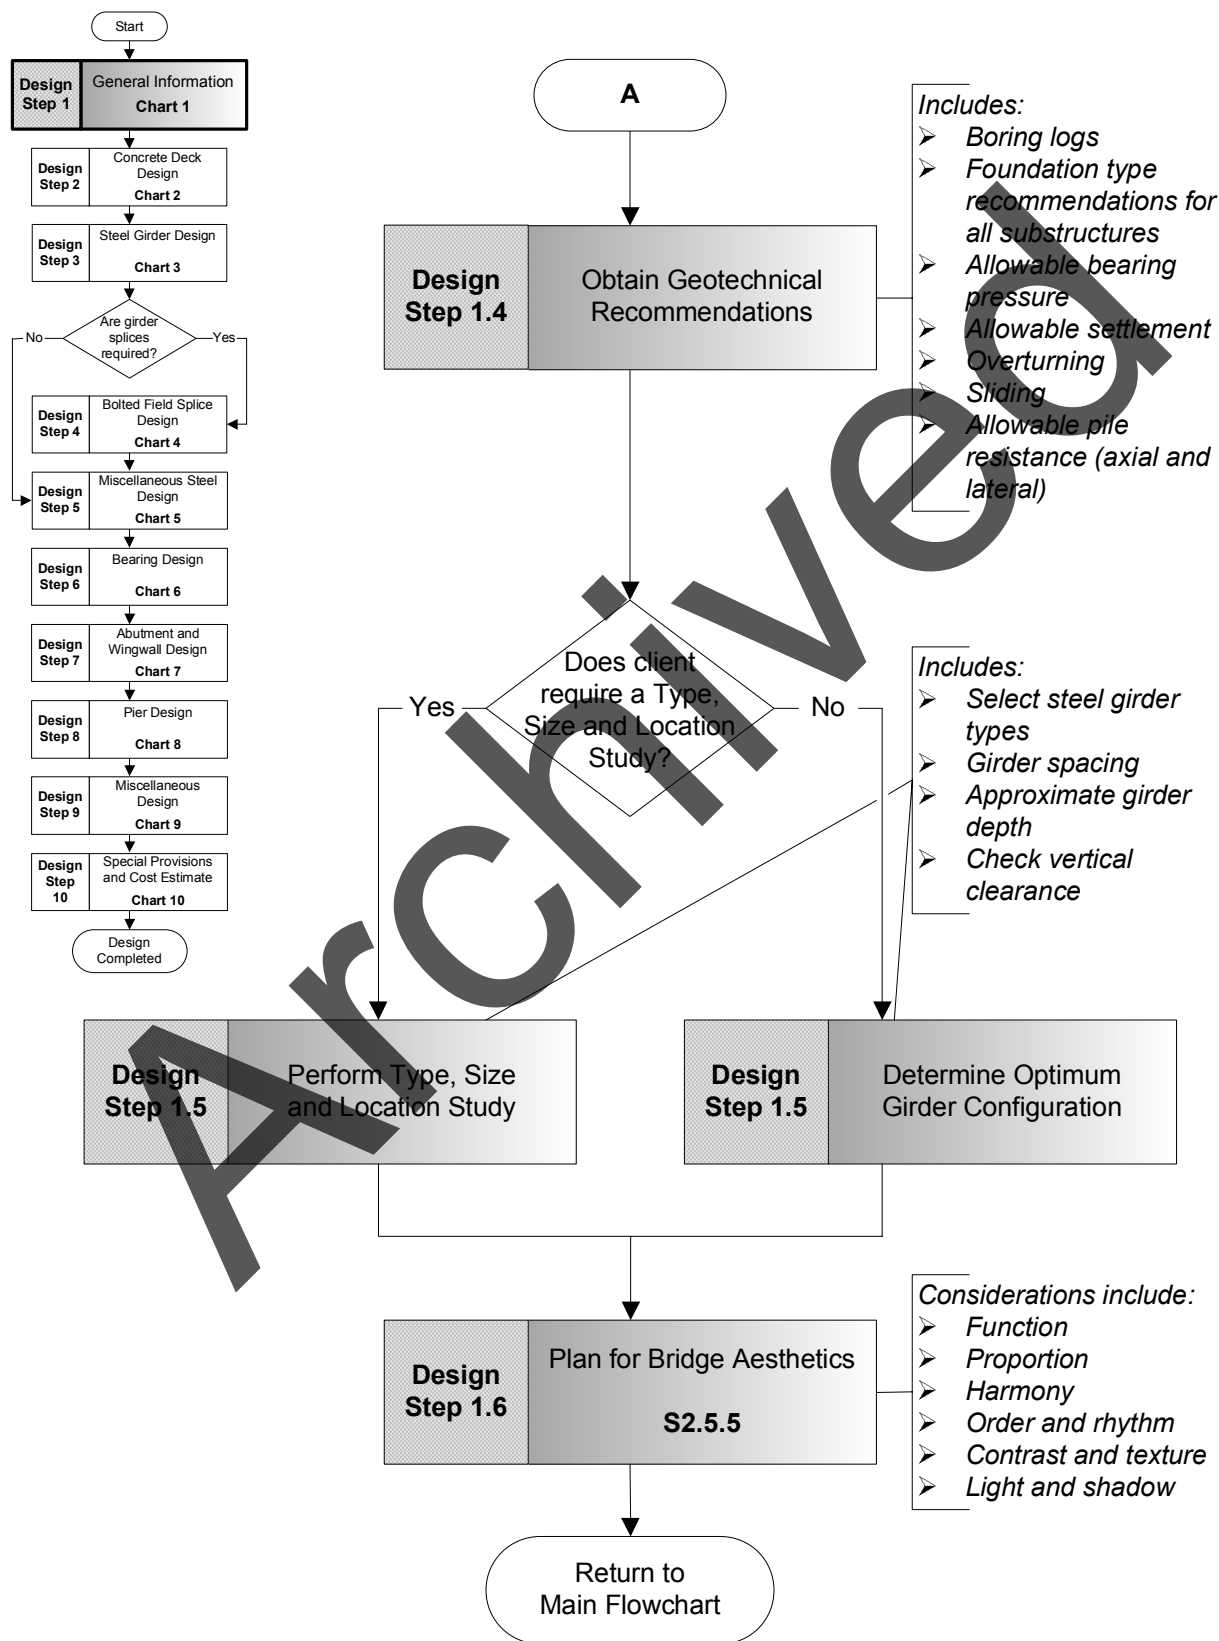 Start
Design
Step 1
General Information
Chart 1
Design
Step 2
Concrete Deck
Design
Chart 2
Design
Step 3
Steel Girder Design
Chart 3
Are girder
splices
required?
No
Yes
Design
Step 4
Bolted Field Splice
Design
Chart 4
Design
Step 5
Miscellaneous Steel
Design
Chart 5
Design
Step 6
Bearing Design
Chart 6
Design
Step 7
Abutment and
Wingwall Design
Chart 7
Design
Step 8
Pier Design
Chart 8
Design
Step 9
Miscellaneous
Design
Chart 9
Design
Step
10
Special Provisions
and Cost Estimate
Chart 10
Design
Completed
A
Design
Step 1.4
Obtain Geotechnical
Recommendations
Includes:
➢ Boring logs
➢ Foundation type
recommendations for
all substructures
➢ Allowable bearing
pressure
➢ Allowable settlement
➢ Overturning
➢ Sliding
➢ Allowable pile
resistance (axial and
lateral)
Does client
require a Type,
Size and Location
Study?
Yes
No
Includes:
➢ Select steel girder
types
➢ Girder spacing
➢ Approximate girder
depth
➢ Check vertical
clearance
Design
Step 1.5
Perform Type, Size
and Location Study
Design
Step 1.5
Determine Optimum
Girder Configuration
Design
Step 1.6
Plan for Bridge Aesthetics
S2.5.5
Considerations include:
➢ Function
➢ Proportion
➢ Harmony
➢ Order and rhythm
➢ Contrast and texture
➢ Light and shadow
Return to
Main Flowchart
Archived